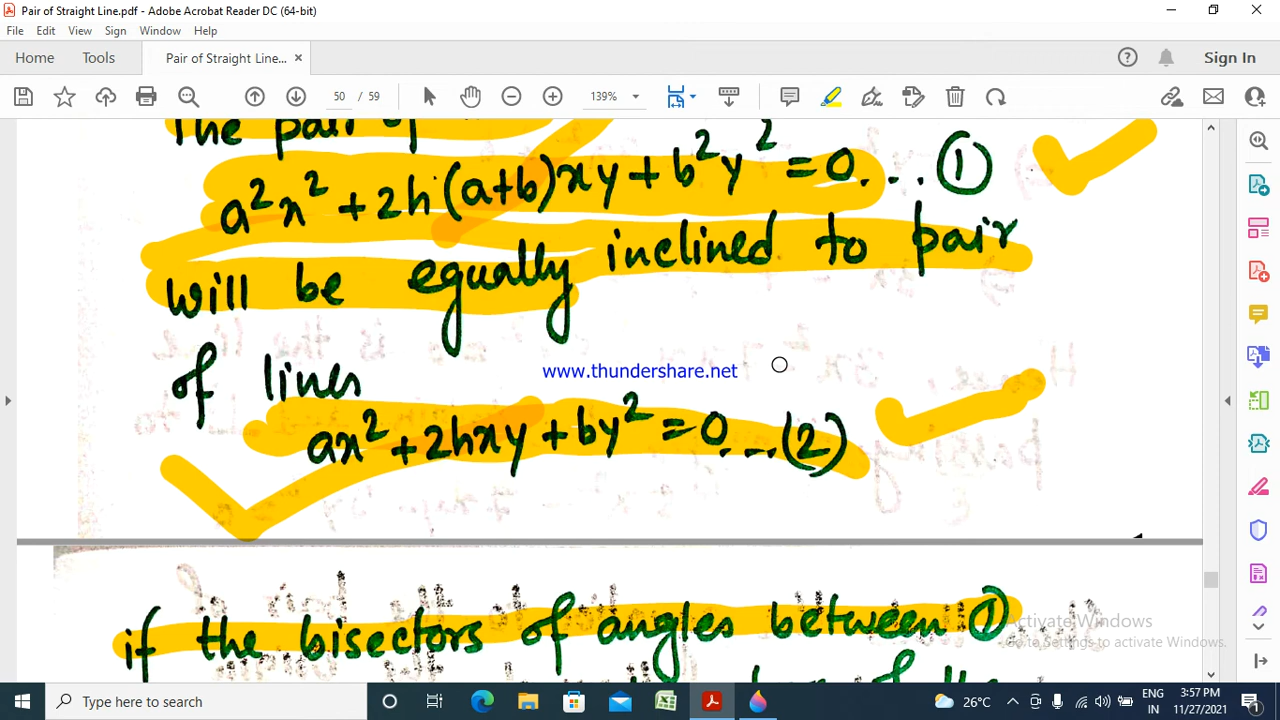 Pair of Straight Line.pdf - Adobe Acrobat Reader DC (64-bit)
File Edit View Sign Window Help
Home Tools Pair of Straight Line... × Sign In
50 / 59 139%
The pair of
a²x² + 2h(a+b)xy + b²y² = 0. ... ①
will be equally inclined to pair
of lines
www.thundershare.net
ax² + 2hxy + by² = 0. ... (2)
if the bisectors of angles between ①
Activate Windows
Go to Settings to activate Windows.
Type here to search
26°C
ENG
IN
3:57 PM
11/27/2021